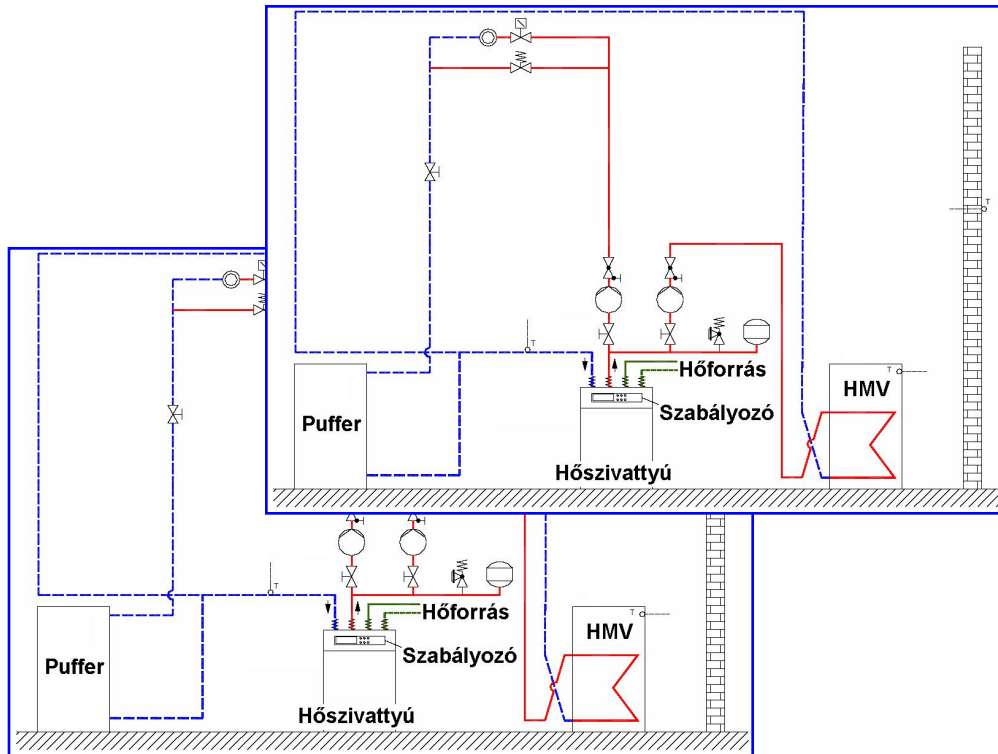 T
T
Hőforrás
T
HMV
Puffer
Szabályozó
Hőszivattyú
T
Hőforrás
T
HMV
Puffer
Szabályozó
Hőszivattyú